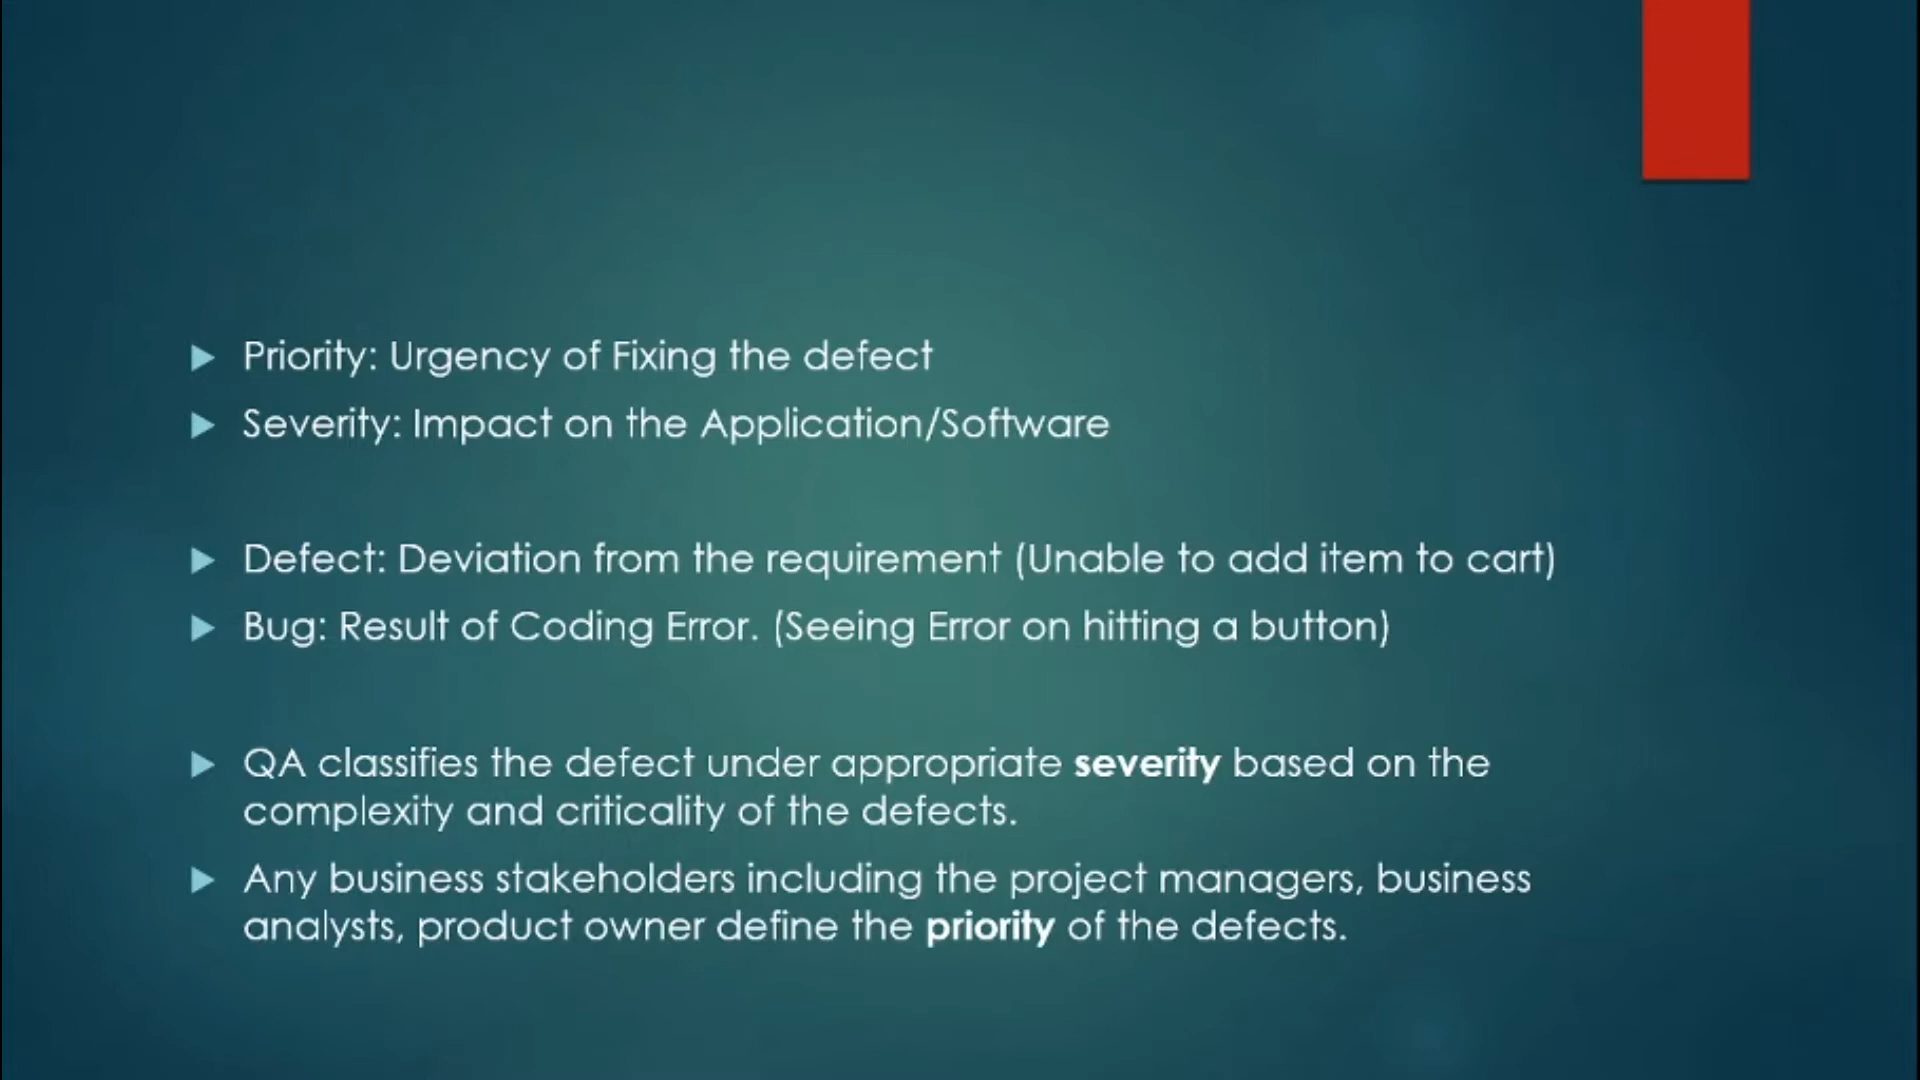 Priority: Urgency of Fixing the defect
Severity: Impact on the Application/Software
Defect: Deviation from the requirement (Unable to add item to cart)
Bug: Result of Coding Error. (Seeing Error on hitting a button)
QA classifies the defect under appropriate severity based on the
complexity and criticality of the defects.
Any business stakeholders including the project managers, business
analysts, product owner define the priority of the defects.